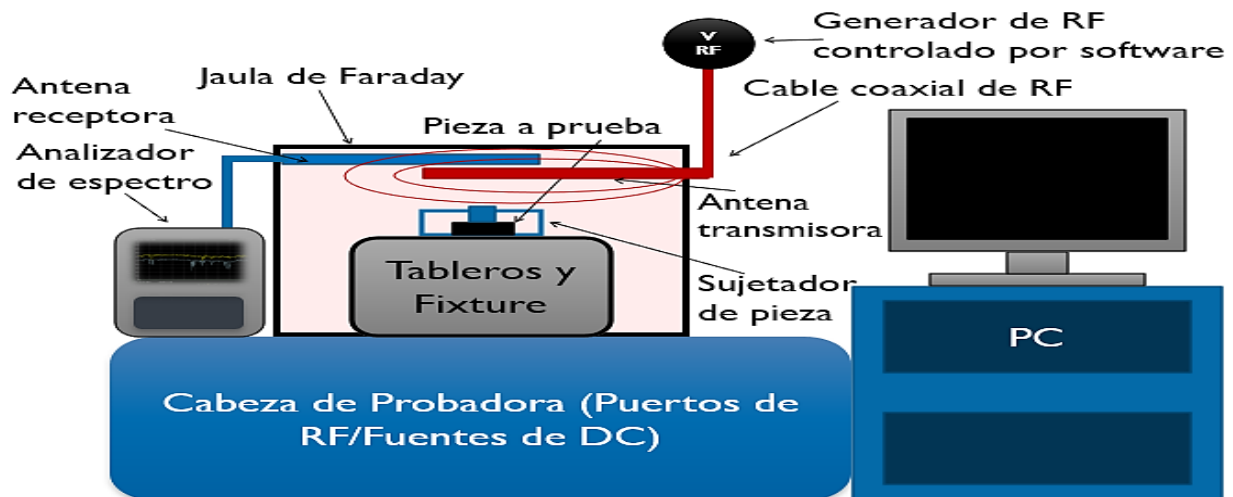 V
RF
Generador de RF
controlado por software
Jaula de Faraday
Antena
receptora
Cable coaxial de RF
Pieza a prueba
Analizador
de espectro
Antena
transmisora
Tableros y
Fixture
Sujetador
de pieza
PC
Cabeza de Probadora (Puertos de
RF/Fuentes de DC)